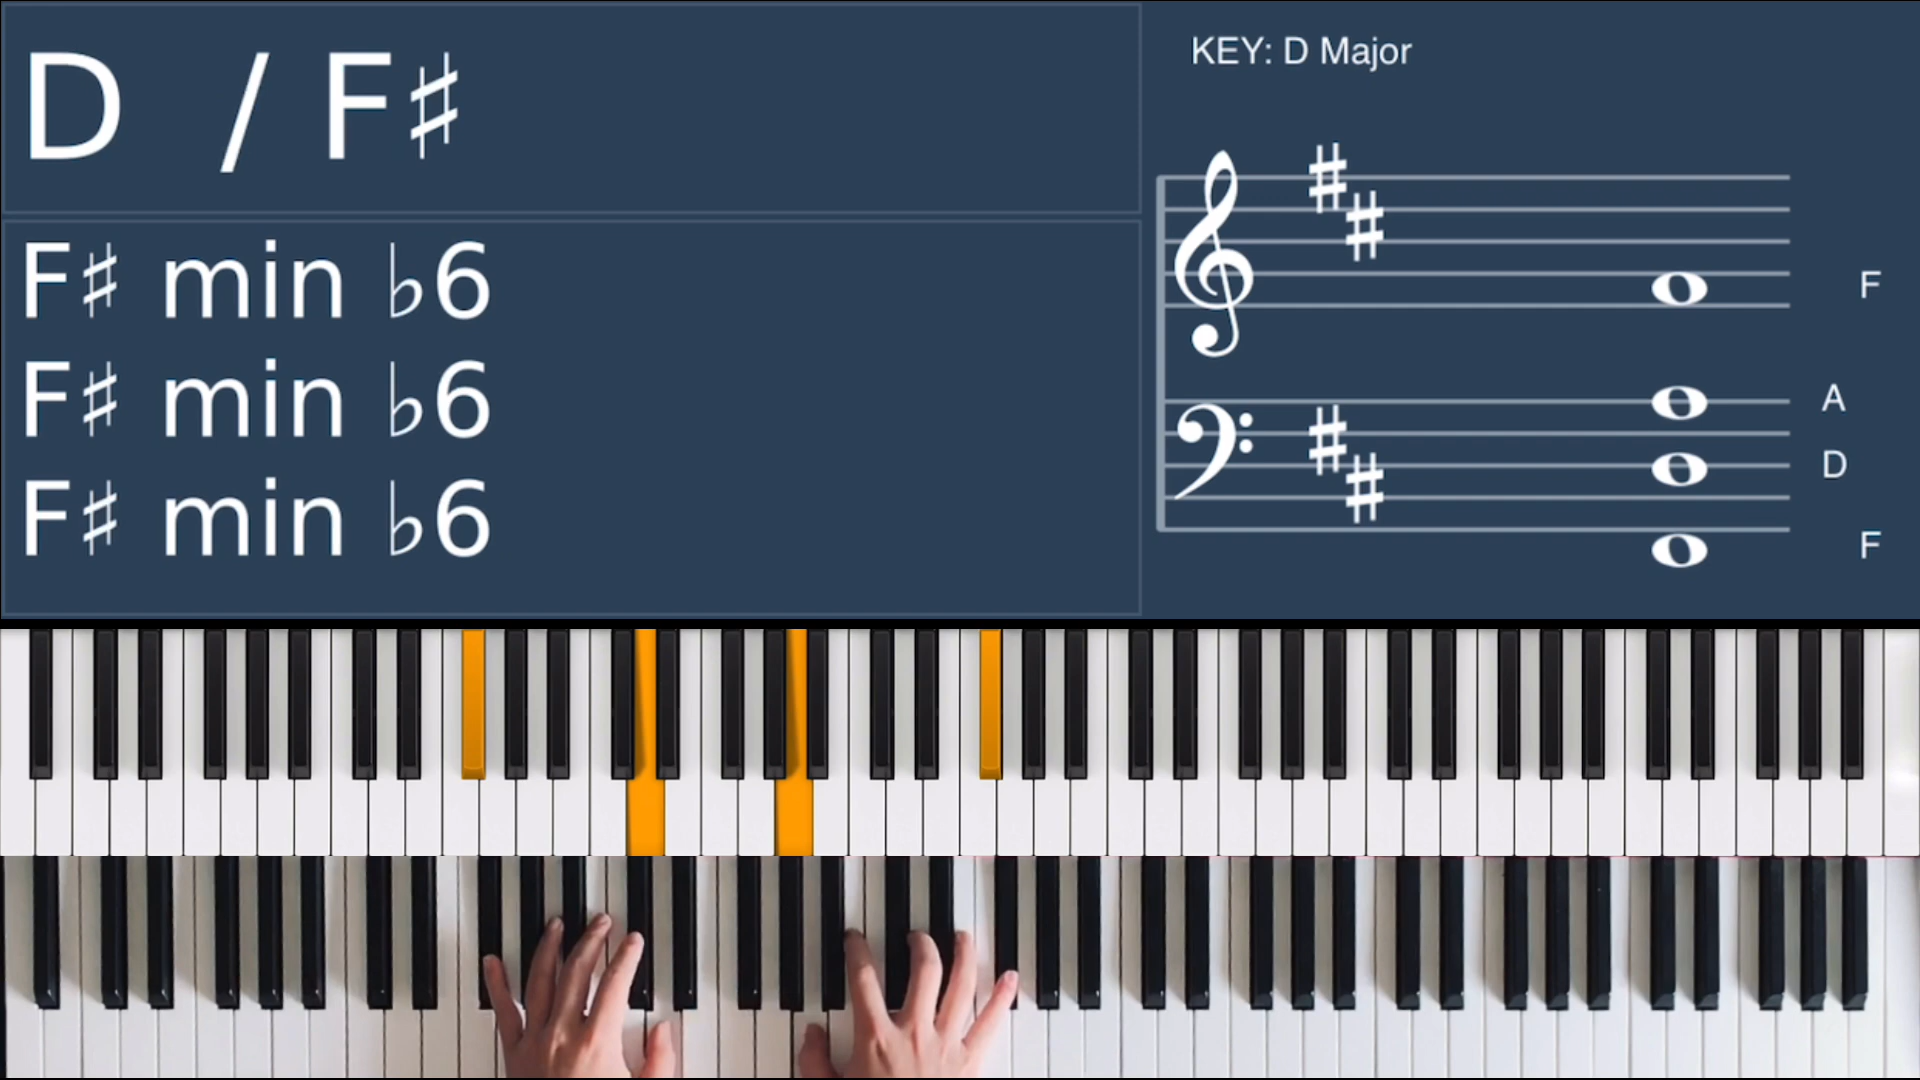 D / F♯
F♯ min ♭6
F♯ min ♭6
F♯ min ♭6
KEY: D Major
F
A
D
F